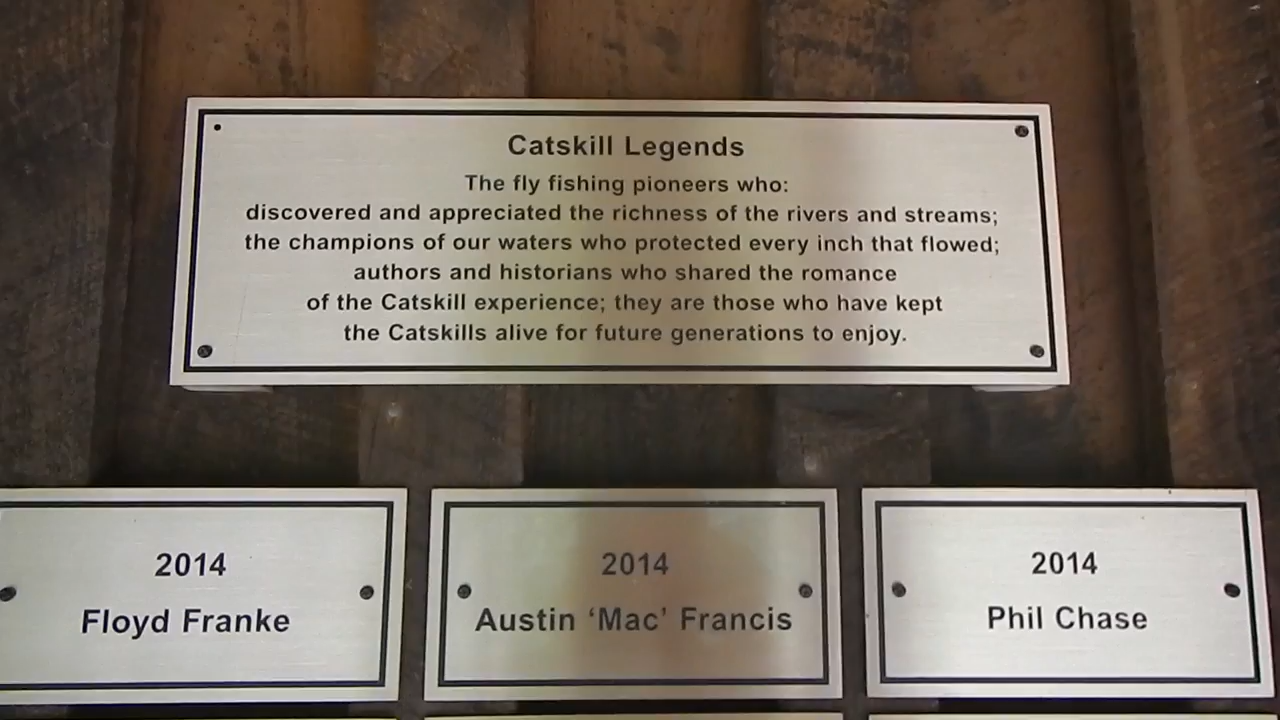 Catskill Legends
The fly fishing pioneers who:
discovered and appreciated the richness of the rivers and streams;
the champions of our waters who protected every inch that flowed;
authors and historians who shared the romance
of the Catskill experience; they are those who have kept
the Catskills alive for future generations to enjoy.
2014
Floyd Franke
2014
Austin ‘Mac’ Francis
2014
Phil Chase